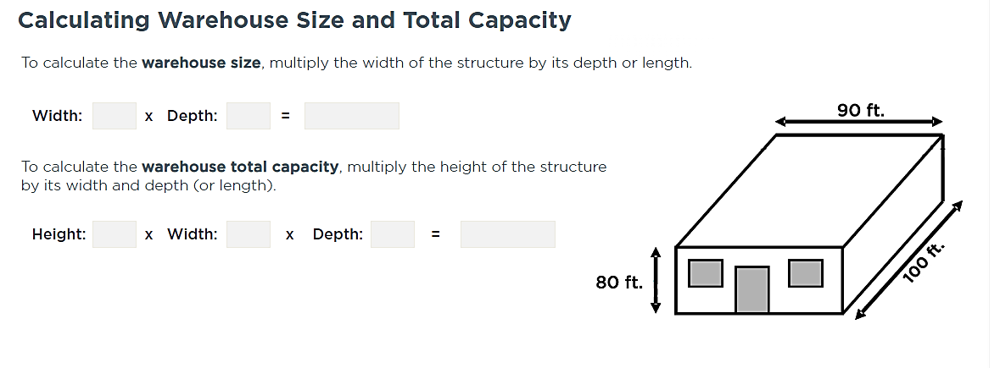 Calculating Warehouse Size and Total Capacity
To calculate the warehouse size, multiply the width of the structure by its depth or length.
90 ft.
Width: x Depth: =
To calculate the warehouse total capacity, multiply the height of the structure
by its width and depth (or length).
Height: x Width: x Depth: =
100 ft.
80 ft.